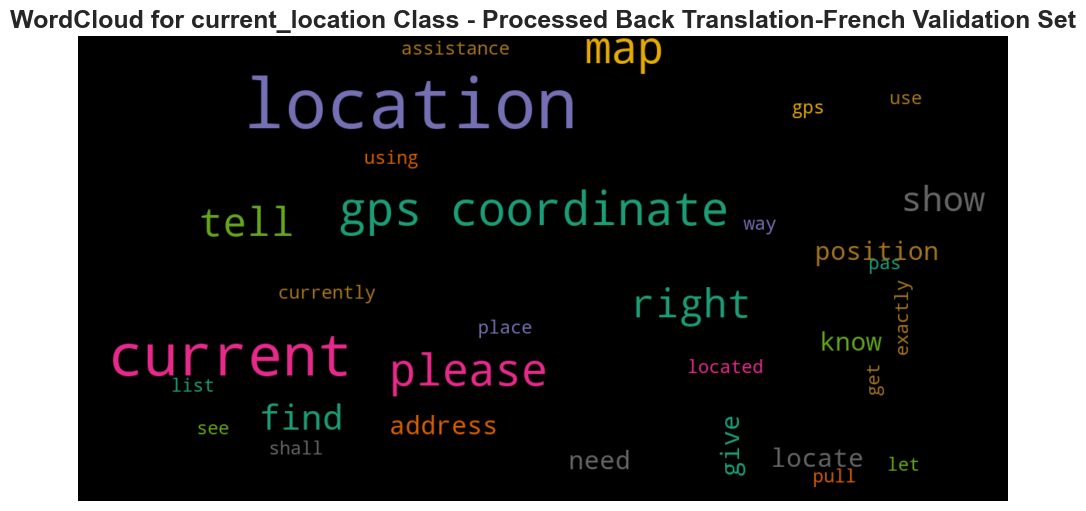 WordCloud for current_location Class - Processed Back Translation-French Validation Set
assistance
map
location
gps
use
using
tell
gps coordinate
way
show
position
pas
currently
right
exactly
place
current
please
located
know
list
get
find
address
see
shall
need
give
locate
let
pull